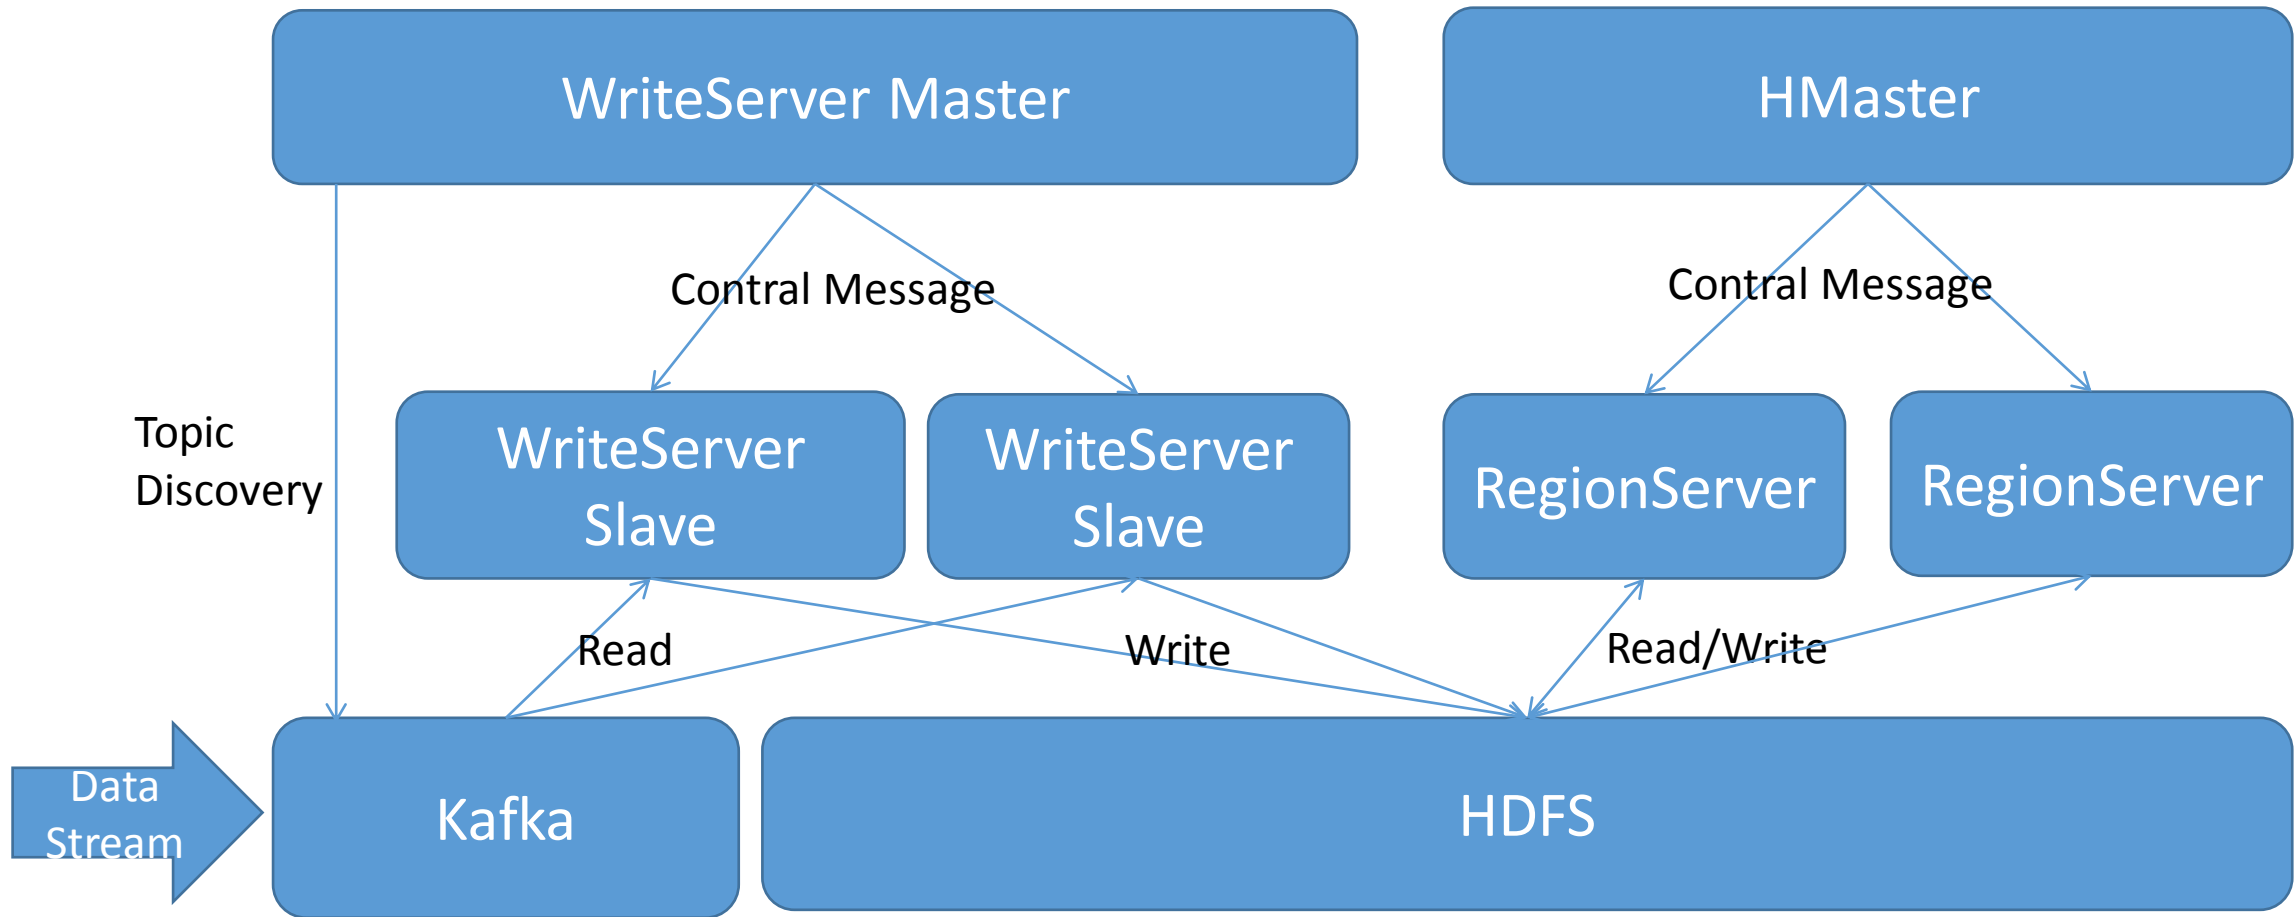 WriteServer Master
HMaster
Contral Message
Contral Message
Topic
Discovery
WriteServer
Slave
WriteServer
Slave
RegionServer
RegionServer
Read
Write
Read/Write
Data
Stream
Kafka
HDFS